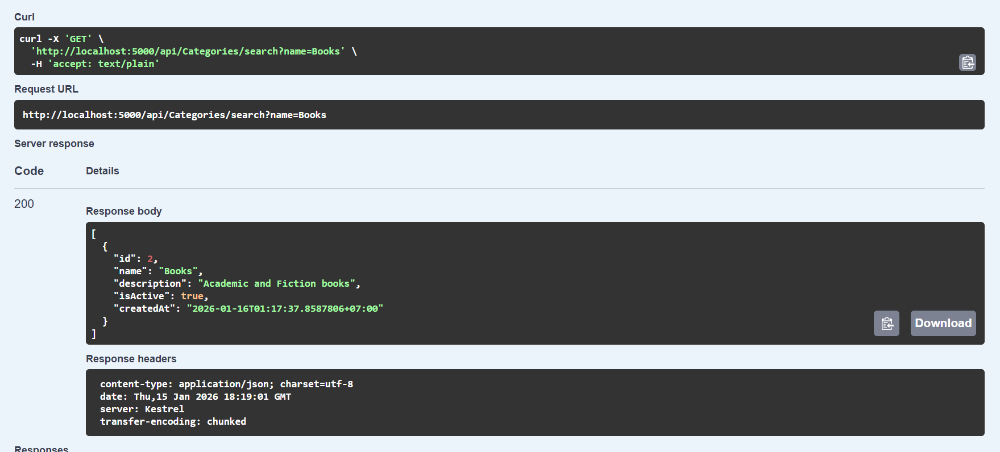 Curl
curl -X 'GET' \
  'http://localhost:5000/api/Categories/search?name=Books' \
  -H 'accept: text/plain'
Request URL
http://localhost:5000/api/Categories/search?name=Books
Server response
Code Details
200
Response body
[
  {
    "id": 2,
    "name": "Books",
    "description": "Academic and Fiction books",
    "isActive": true,
    "createdAt": "2026-01-16T01:17:37.8587806+07:00"
  }
]
Download
Response headers
content-type: application/json; charset=utf-8
date: Thu,15 Jan 2026 18:19:01 GMT
server: Kestrel
transfer-encoding: chunked
Responses